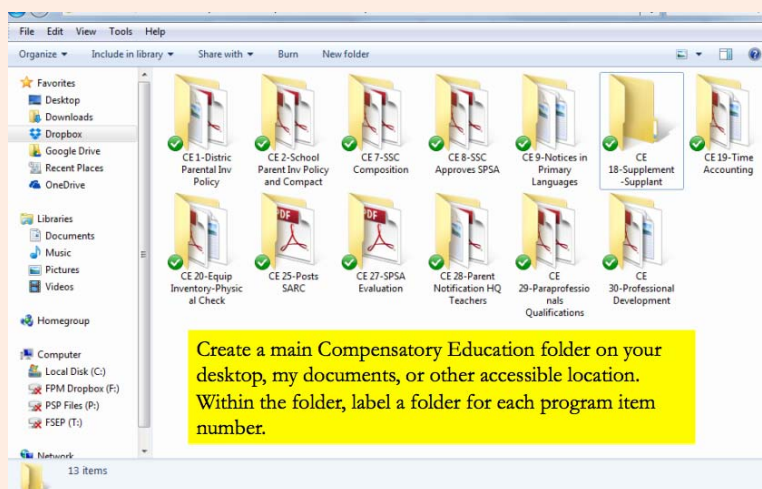 File Edit View Tools Help
Organize Include in library Share with Burn New folder
Favorites
Desktop
Downloads
Dropbox
Google Drive
Recent Places
OneDrive
Libraries
Documents
Music
Pictures
Videos
Homegroup
Computer
Local Disk (C:)
FPM Dropbox (F:)
PSP Files (P:)
FSEP (T:)
Network
CE 1-Distric
Parental Inv
Policy
CE 2-School
Parent Inv Policy
and Compact
CE 7-SSC
Composition
CE 8-SSC
Approves SPSA
CE 9-Notices in
Primary
Languages
CE
18-Supplement
-Supplant
CE 19-Time
Accounting
CE 20-Equip
Inventory-Physic
al Check
PDF
CE 25-Posts
SARC
PDF
CE 27-SPSA
Evaluation
CE 28-Parent
Notification HQ
Teachers
CE
29-Paraprofessio
nals
Qualifications
CE
30-Professional
Development
Create a main Compensatory Education folder on your
desktop, my documents, or other accessible location.
Within the folder, label a folder for each program item
number.
13 items